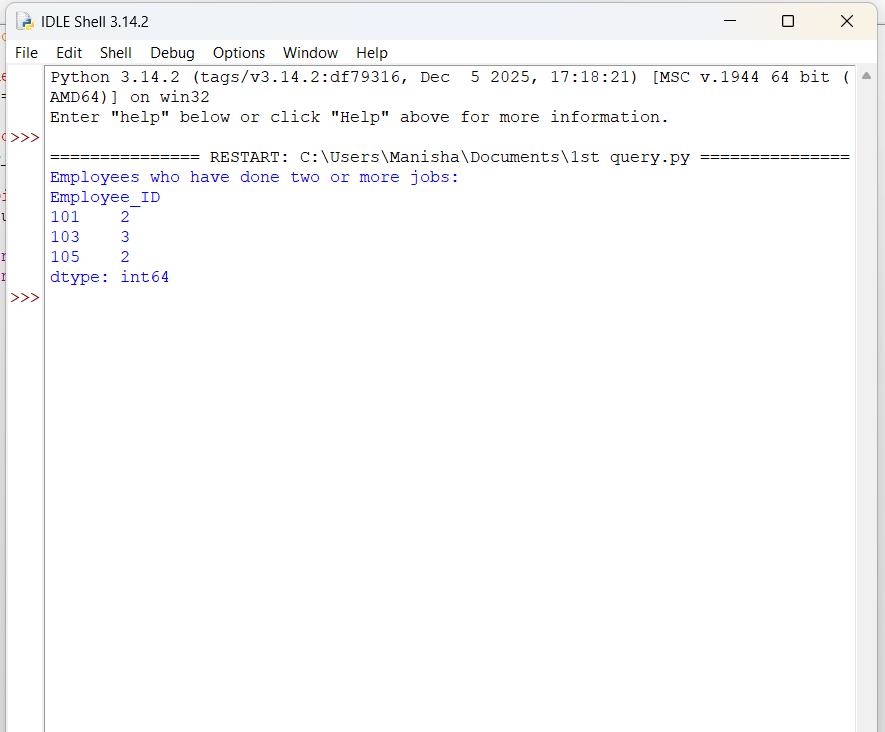 IDLE Shell 3.14.2
File Edit Shell Debug Options Window Help
Python 3.14.2 (tags/v3.14.2:df79316, Dec  5 2025, 17:18:21) [MSC v.1944 64 bit (
AMD64)] on win32
Enter "help" below or click "Help" above for more information.
>>>
=============== RESTART: C:\Users\Manisha\Documents\1st query.py ===============
Employees who have done two or more jobs:
Employee_ID
101    2
103    3
105    2
dtype: int64
>>>